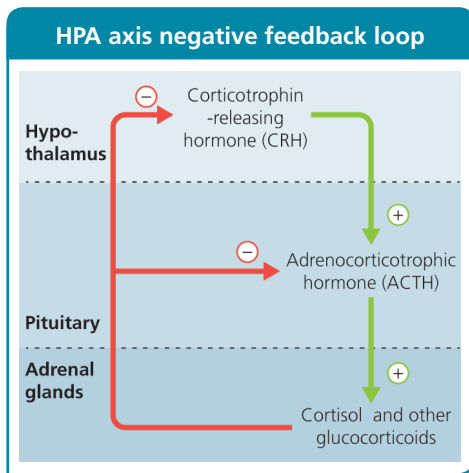 HPA axis negative feedback loop
−
Corticotrophin
-releasing
hormone (CRH)
Hypo-
thalamus
+
−
Adrenocorticotrophic
hormone (ACTH)
Pituitary
Adrenal
glands
+
Cortisol and other
glucocorticoids